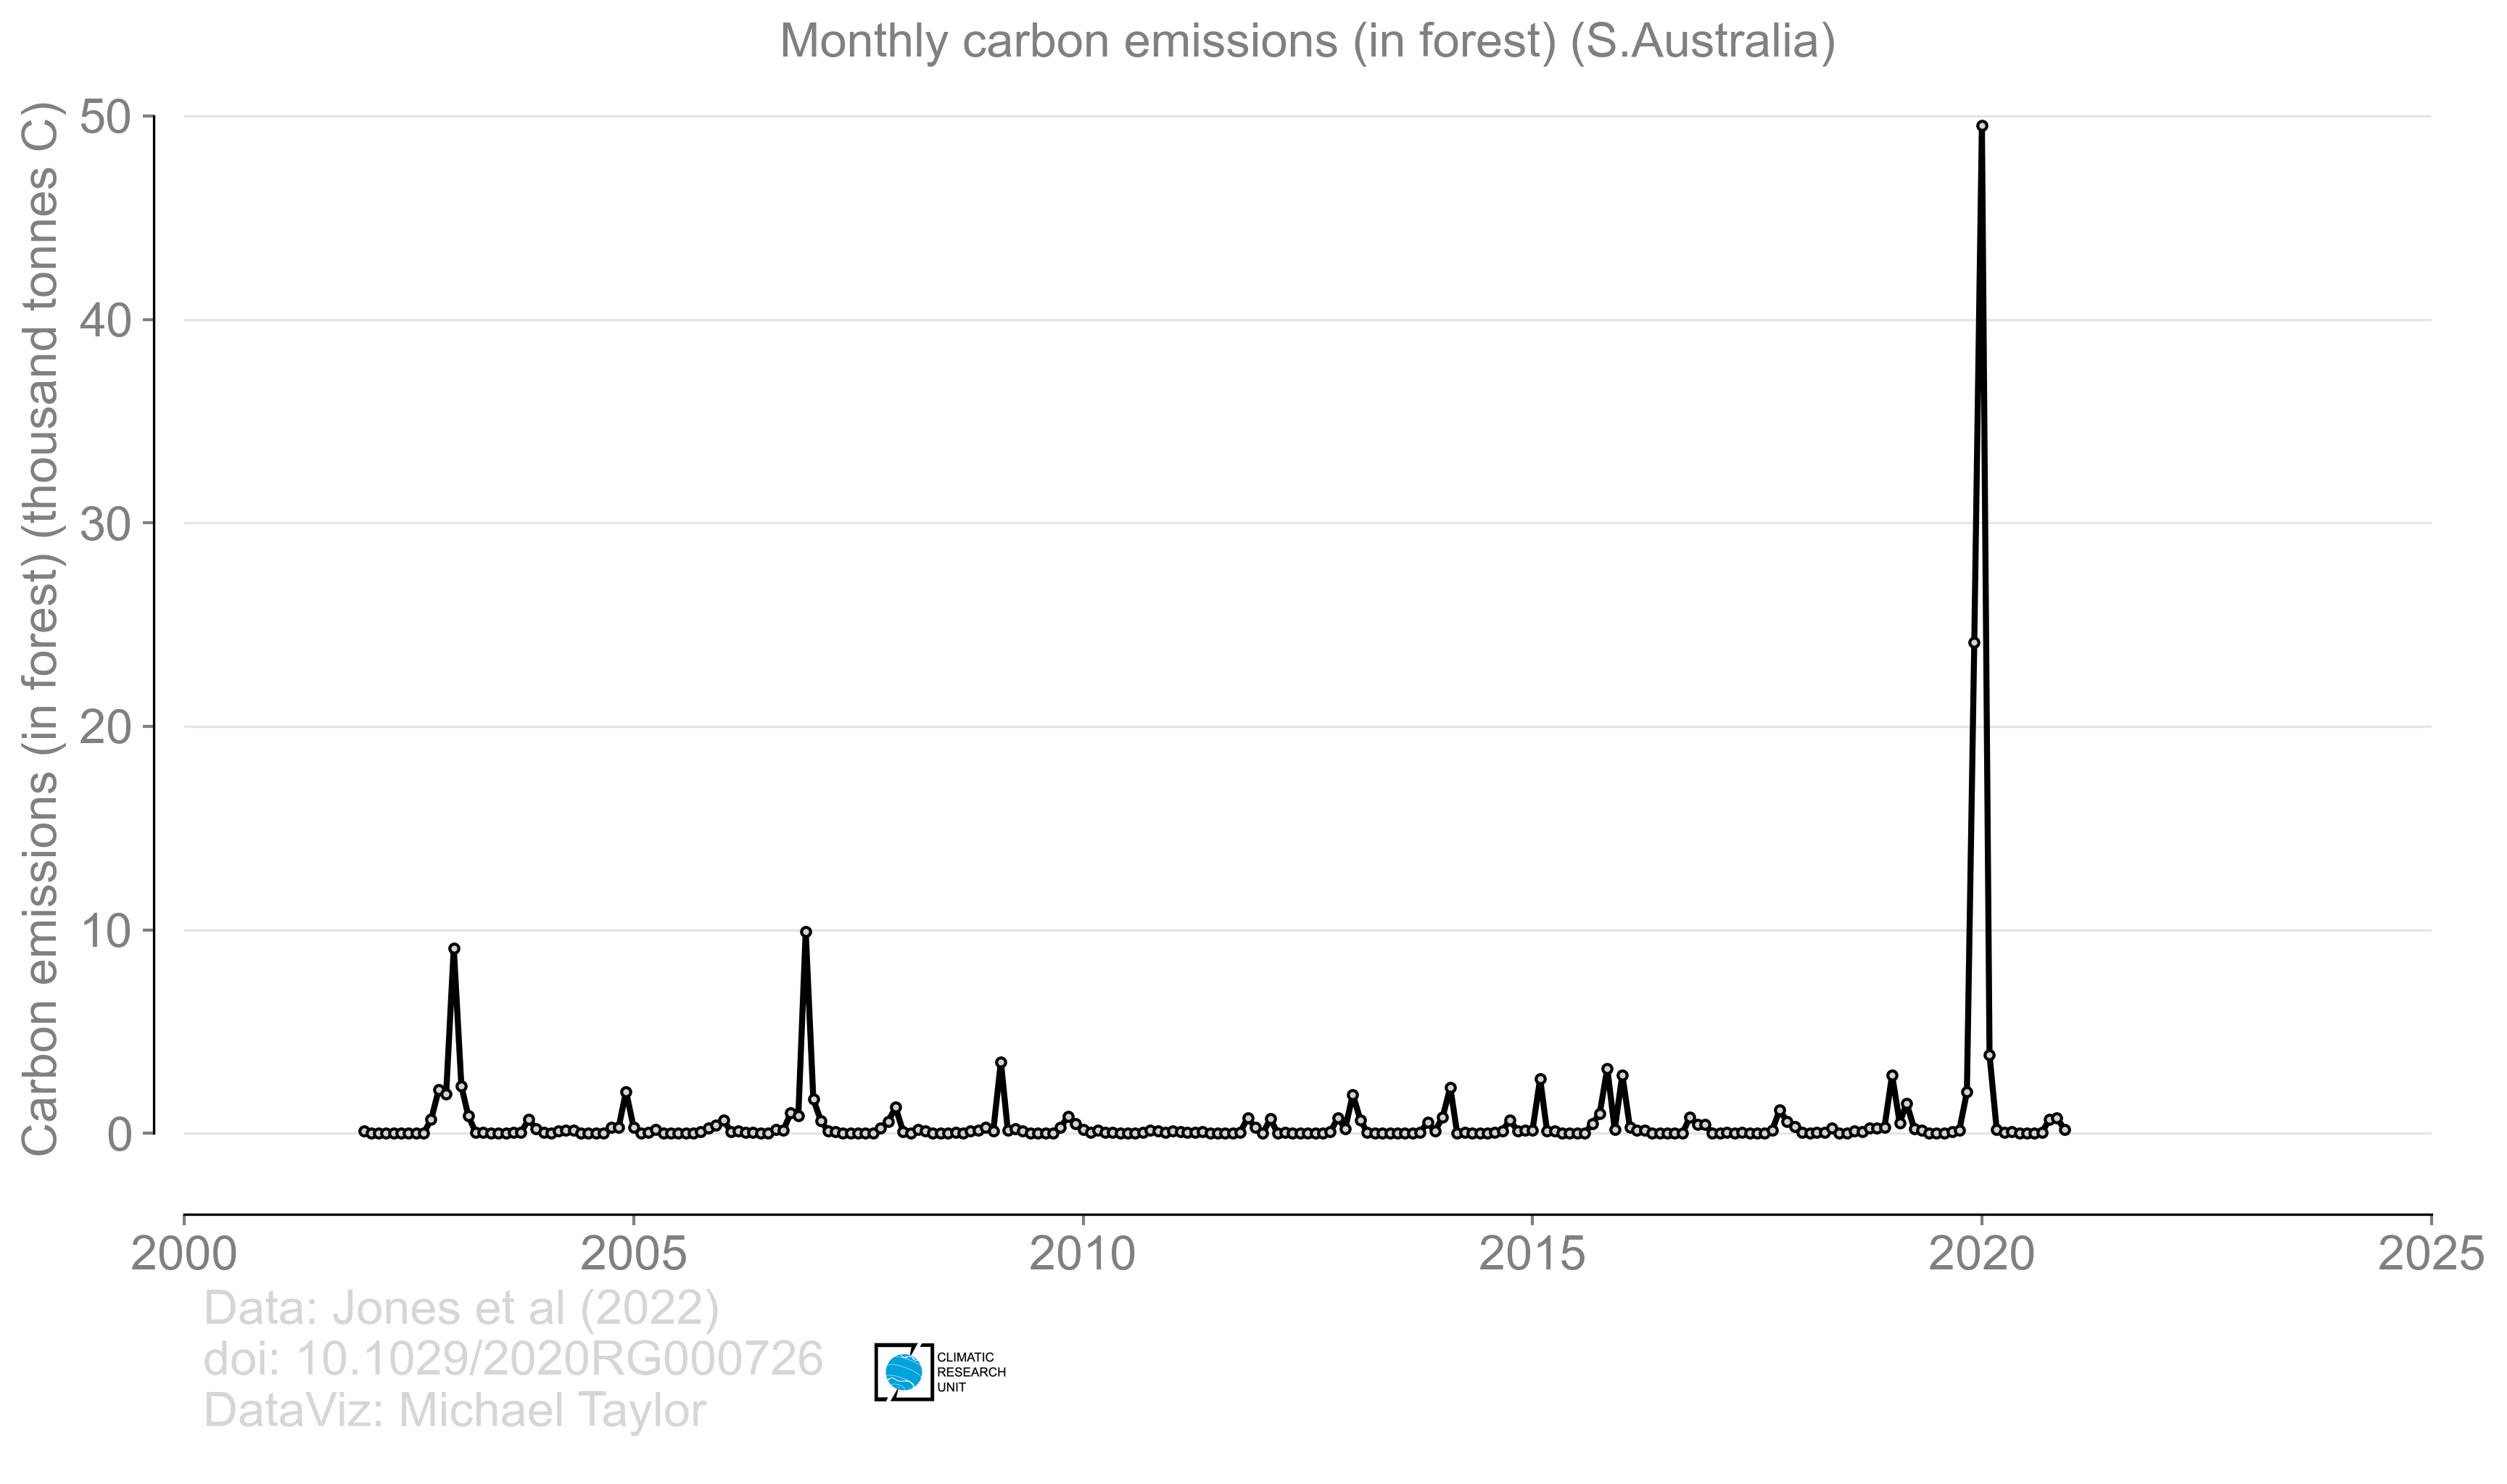 Monthly carbon emissions (in forest) (S.Australia)
Carbon emissions (in forest) (thousand tonnes C)
50
40
30
20
10
0
2000
2005
2010
2015
2020
2025
Data: Jones et al (2022)
doi: 10.1029/2020RG000726
DataViz: Michael Taylor
CLIMATIC
RESEARCH
UNIT